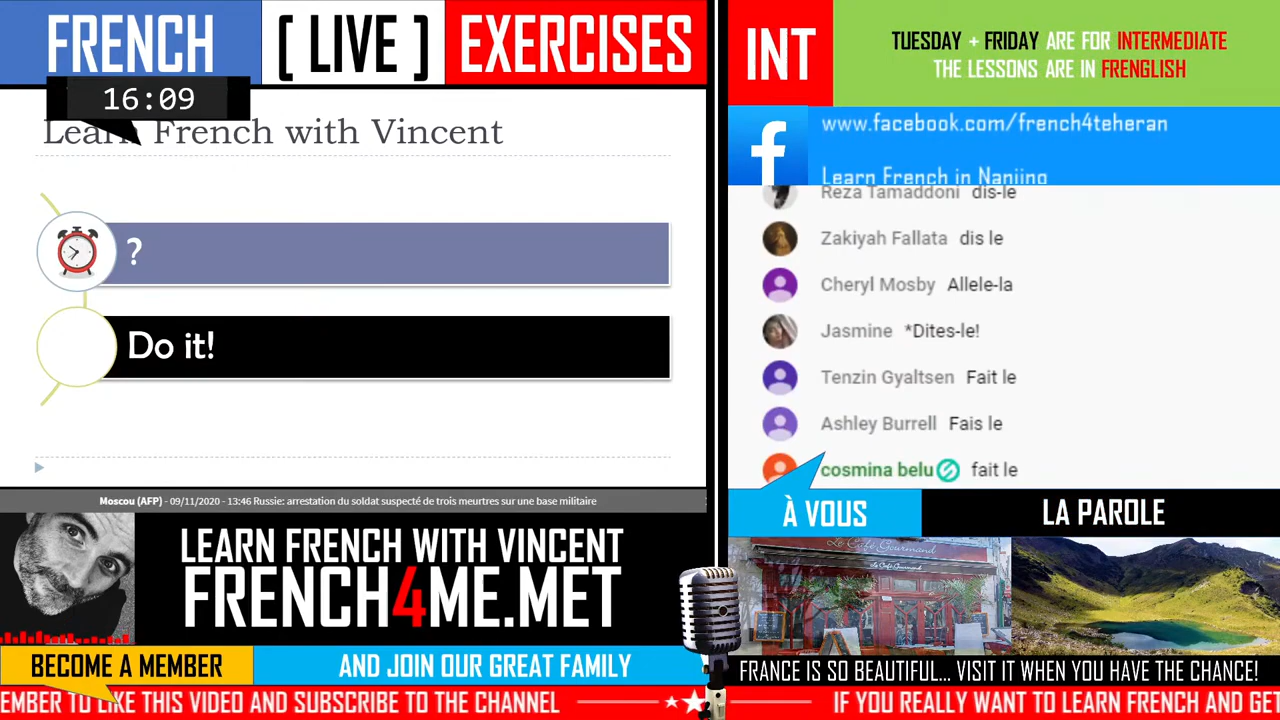 FRENCH
[ LIVE ]
EXERCISES
16:09
Learn French with Vincent
?
Do it!
Moscou (AFP) - 09/11/2020 - 13:46 Russie: arrestation du soldat suspecté de trois meurtres sur une base militaire
LEARN FRENCH WITH VINCENT
FRENCH4ME.MET
BECOME A MEMBER
AND JOIN OUR GREAT FAMILY
EMBER TO LIKE THIS VIDEO AND SUBSCRIBE TO THE CHANNEL
INT
TUESDAY + FRIDAY ARE FOR INTERMEDIATE
THE LESSONS ARE IN FRENGLISH
f
www.facebook.com/french4teheran
Learn French in Nanjing
Reza Tamaddoni dis-le
Zakiyah Fallata dis le
Cheryl Mosby Allele-la
Jasmine *Dites-le!
Tenzin Gyaltsen Fait le
Ashley Burrell Fais le
cosmina belu fait le
À VOUS
LA PAROLE
Le Café Gourmand
Le Café Gourmand
FRANCE IS SO BEAUTIFUL... VISIT IT WHEN YOU HAVE THE CHANCE!
IF YOU REALLY WANT TO LEARN FRENCH AND GET